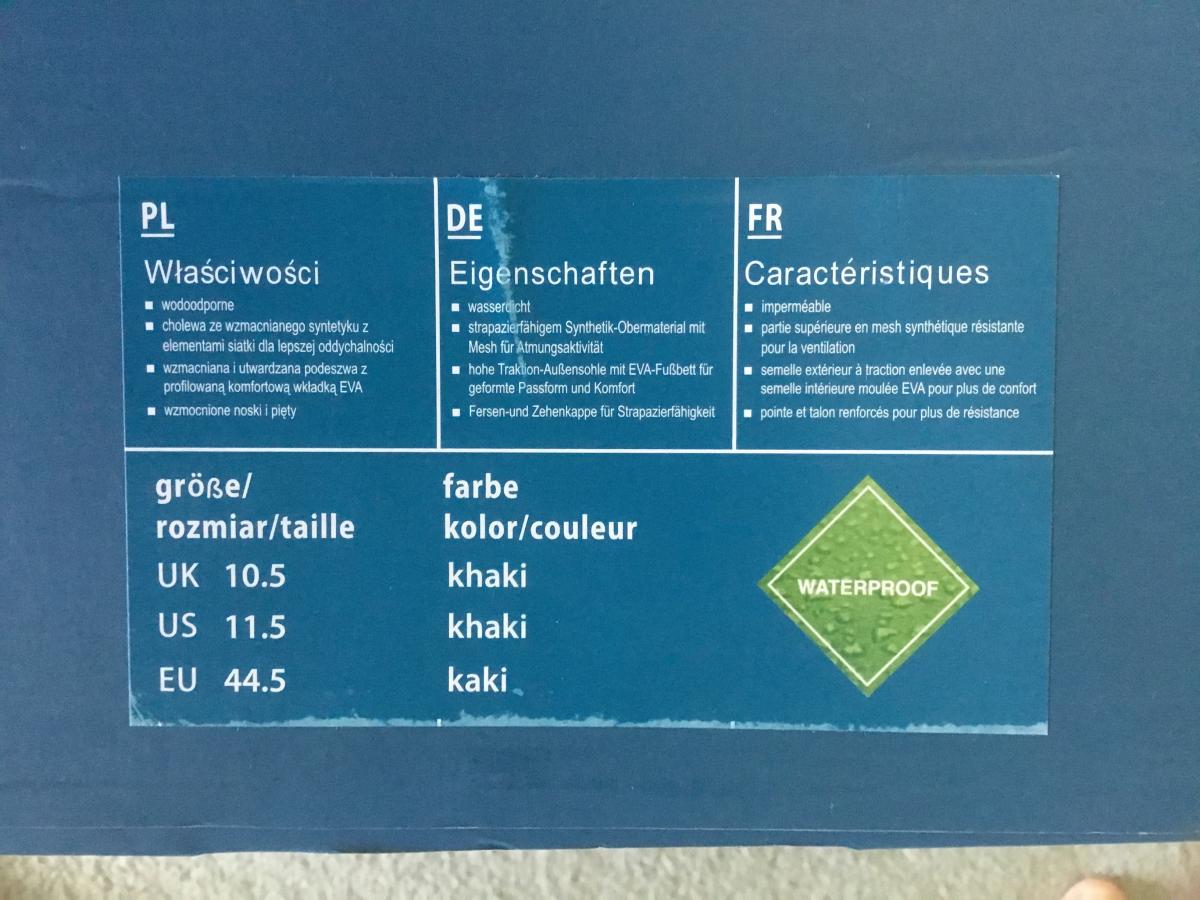 PL
Właściwości
▪ wodoodporne
▪ cholewa ze wzmacnianego syntetyku z
elementami siatki dla lepszej oddychalności
▪ wzmacniana i utwardzana podeszwa z
profilowaną komfortową wkładką EVA
▪ wzmocnione noski i pięty
DE
Eigenschaften
▪ wasserdicht
▪ strapazierfähigem Synthetik-Obermaterial mit
Mesh für Atmungsaktivität
▪ hohe Traktion-Außensohle mit EVA-Fußbett für
geformte Passform und Komfort
▪ Fersen-und Zehenkappe für Strapazierfähigkeit
FR
Caractéristiques
▪ imperméable
▪ partie supérieure en mesh synthétique résistante
pour la ventilation
▪ semelle extérieur à traction enlevée avec une
semelle intérieure moulée EVA pour plus de confort
▪ pointe et talon renforcés pour plus de résistance
größe/
rozmiar/taille
UK 10.5
US 11.5
EU 44.5
farbe
kolor/couleur
khaki
khaki
kaki
WATERPROOF